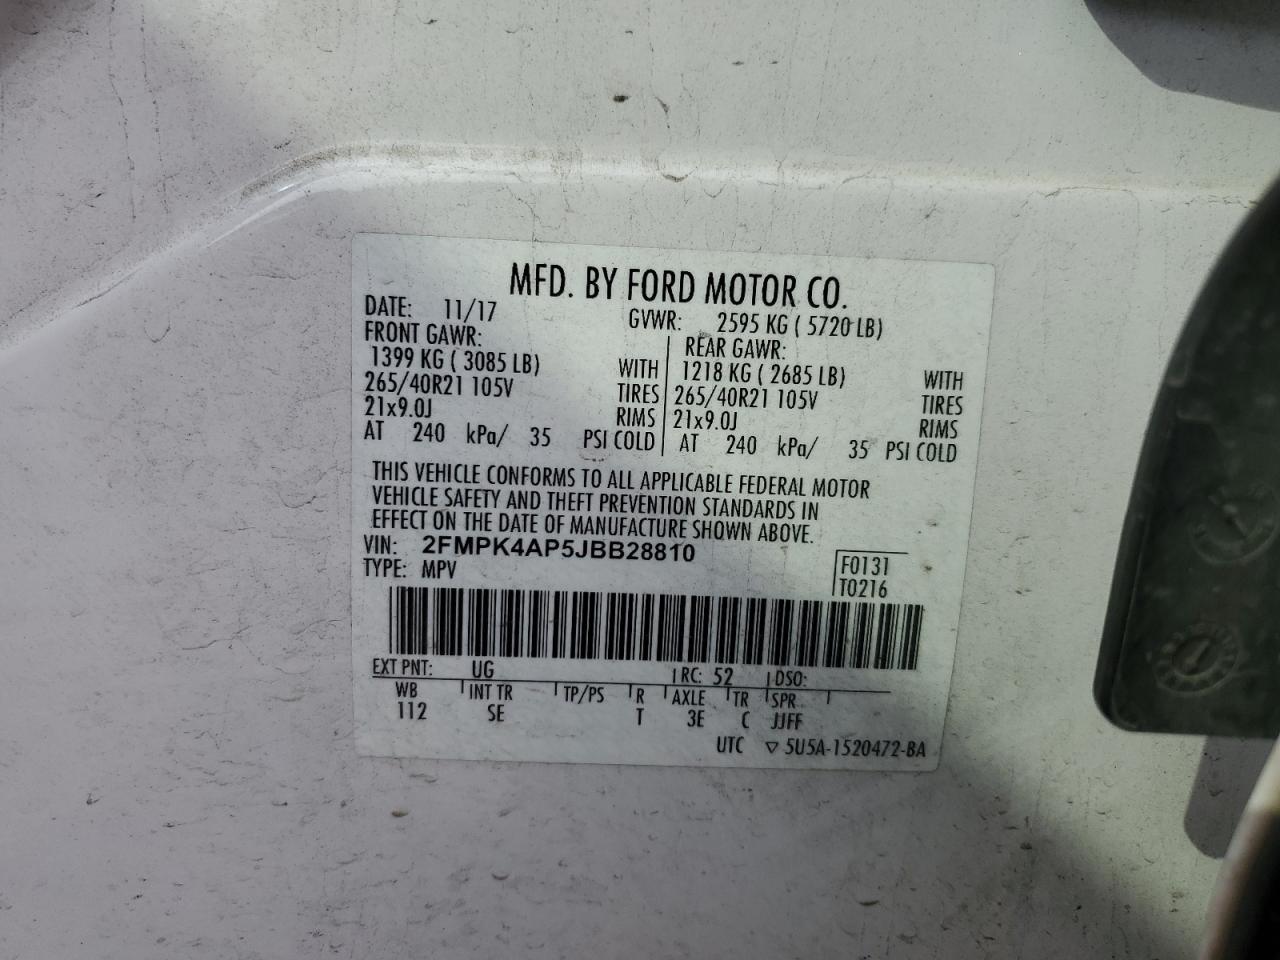 MFD. BY FORD MOTOR CO.
DATE: 11/17 GVWR: 2595 KG ( 5720 LB)
FRONT GAWR: REAR GAWR:
1399 KG ( 3085 LB) WITH 1218 KG ( 2685 LB) WITH
265/40R21 105V TIRES 265/40R21 105V TIRES
21x9.0J RIMS 21x9.0J RIMS
AT 240 kPa/ 35 PSI COLD AT 240 kPa/ 35 PSI COLD
THIS VEHICLE CONFORMS TO ALL APPLICABLE FEDERAL MOTOR
VEHICLE SAFETY AND THEFT PREVENTION STANDARDS IN
EFFECT ON THE DATE OF MANUFACTURE SHOWN ABOVE.
VIN: 2FMPK4AP5JBB28810
TYPE: MPV
F0131
T0216
EXT PNT: UG RC: 52 DSO:
WB INT TR TP/PS R AXLE TR SPR
112 SE T 3E C JJFF
UTC ▽ 5U5A-1520472-BA